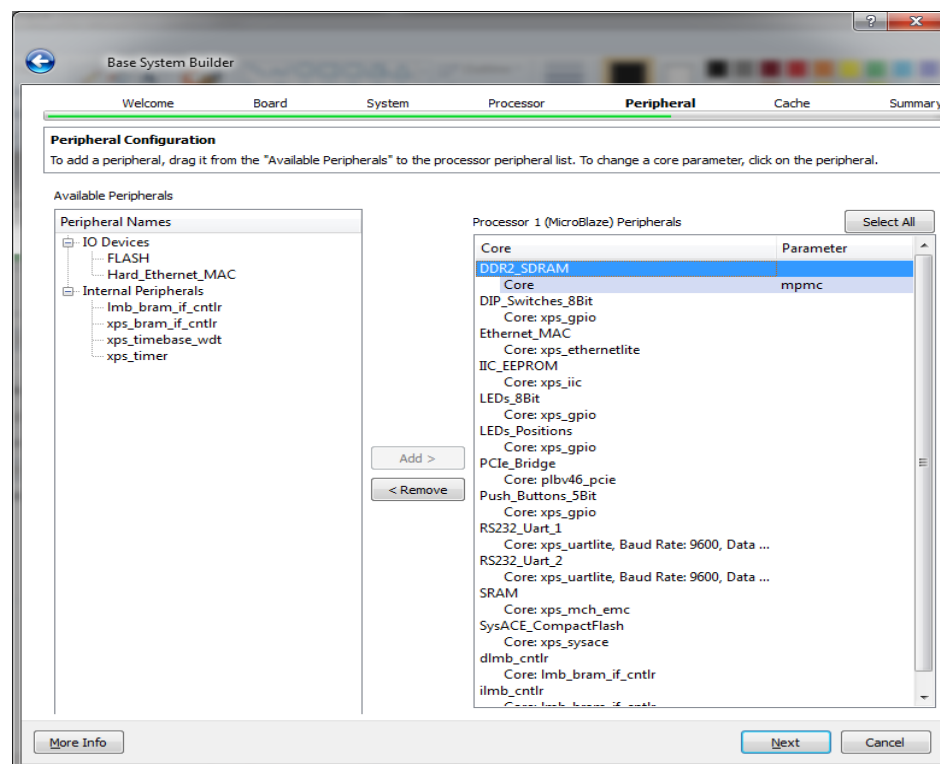 Base System Builder
Welcome Board System Processor Peripheral Cache Summary
Peripheral Configuration
To add a peripheral, drag it from the "Available Peripherals" to the processor peripheral list. To change a core parameter, click on the peripheral.
Available Peripherals
Peripheral Names
IO Devices
FLASH
Hard_Ethernet_MAC
Internal Peripherals
lmb_bram_if_cntlr
xps_bram_if_cntlr
xps_timebase_wdt
xps_timer
Add >
< Remove
Processor 1 (MicroBlaze) Peripherals
Select All
Core Parameter
DDR2_SDRAM
Core mpmc
DIP_Switches_8Bit
Core: xps_gpio
Ethernet_MAC
Core: xps_ethernetlite
IIC_EEPROM
Core: xps_iic
LEDs_8Bit
Core: xps_gpio
LEDs_Positions
Core: xps_gpio
PCIe_Bridge
Core: plbv46_pcie
Push_Buttons_5Bit
Core: xps_gpio
RS232_Uart_1
Core: xps_uartlite, Baud Rate: 9600, Data ...
RS232_Uart_2
Core: xps_uartlite, Baud Rate: 9600, Data ...
SRAM
Core: xps_mch_emc
SysACE_CompactFlash
Core: xps_sysace
dlmb_cntlr
Core: lmb_bram_if_cntlr
ilmb_cntlr
Core: lmb_bram_if_cntlr
More Info
Next
Cancel